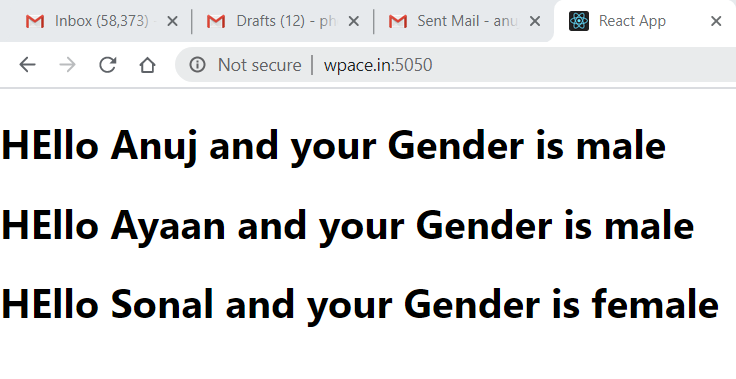 Inbox (58,373)
Drafts (12) - ph
Sent Mail - anu
React App
Not secure | wpace.in:5050
HEllo Anuj and your Gender is male
HEllo Ayaan and your Gender is male
HEllo Sonal and your Gender is female